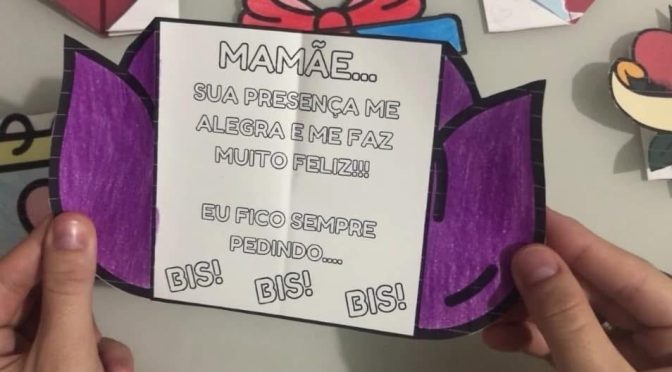 MAMÃE...
SUA PRESENÇA ME
ALEGRA E ME FAZ
MUITO FELIZ!!!
EU FICO SEMPRE
PEDINDO....
BIS! BIS! BIS!